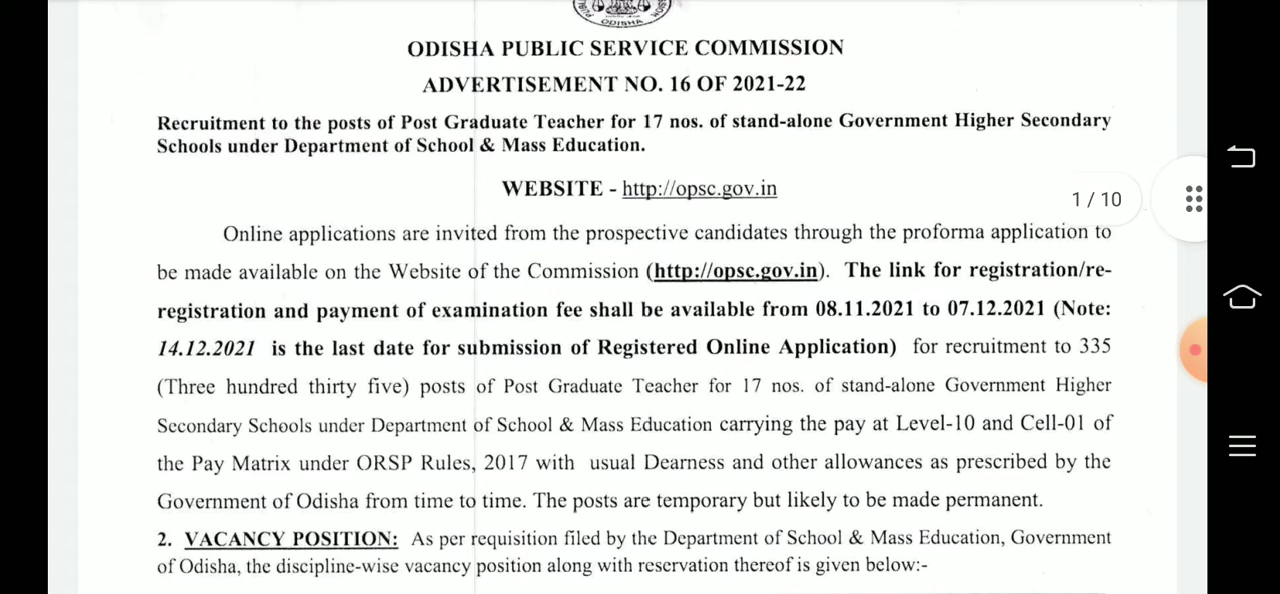 ODISHA
ODISHA PUBLIC SERVICE COMMISSION
ADVERTISEMENT NO. 16 OF 2021-22
Recruitment to the posts of Post Graduate Teacher for 17 nos. of stand-alone Government Higher Secondary
Schools under Department of School & Mass Education.
WEBSITE - http://opsc.gov.in
1 / 10
Online applications are invited from the prospective candidates through the proforma application to
be made available on the Website of the Commission (http://opsc.gov.in). The link for registration/re-
registration and payment of examination fee shall be available from 08.11.2021 to 07.12.2021 (Note:
14.12.2021 is the last date for submission of Registered Online Application) for recruitment to 335
(Three hundred thirty five) posts of Post Graduate Teacher for 17 nos. of stand-alone Government Higher
Secondary Schools under Department of School & Mass Education carrying the pay at Level-10 and Cell-01 of
the Pay Matrix under ORSP Rules, 2017 with usual Dearness and other allowances as prescribed by the
Government of Odisha from time to time. The posts are temporary but likely to be made permanent.
2. VACANCY POSITION: As per requisition filed by the Department of School & Mass Education, Government
of Odisha, the discipline-wise vacancy position along with reservation thereof is given below:-